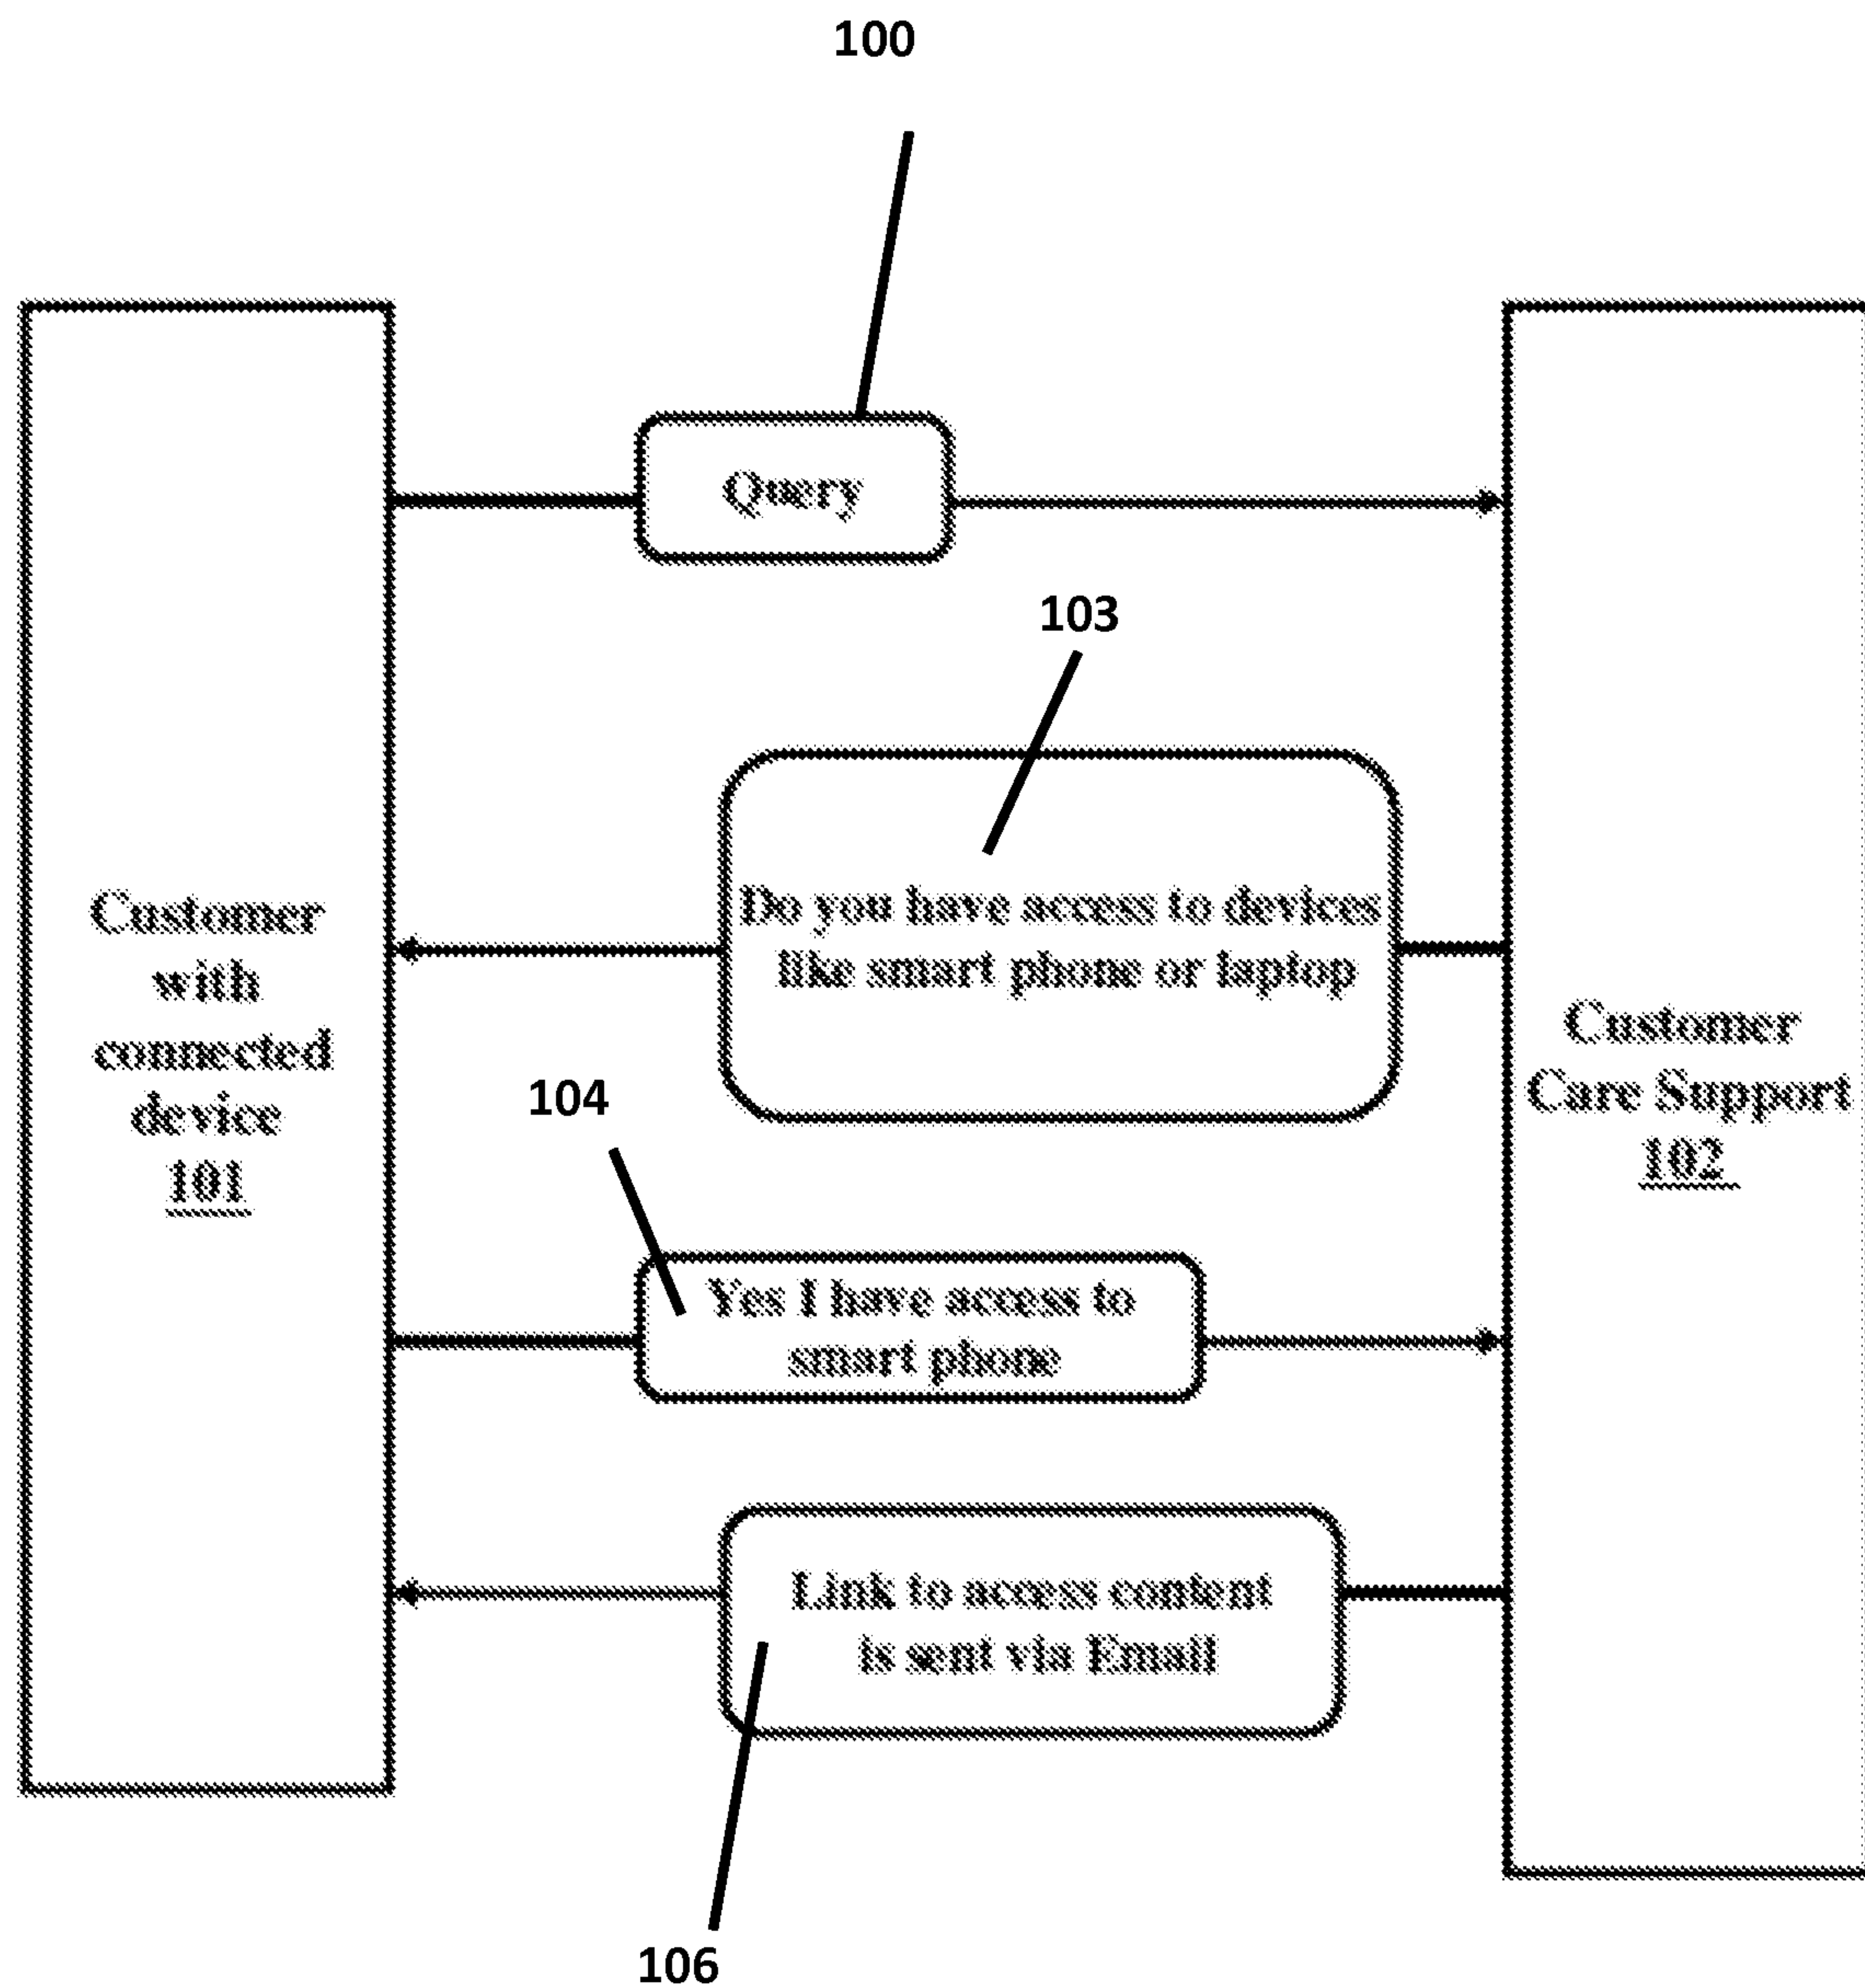 100
Query
103
Do you have access to devices
like smart phone or laptop
Customer
with
connected
device
101
Customer
Care Support
102
104
Yes I have access to
smart phone
Link to access content
is sent via Email
106